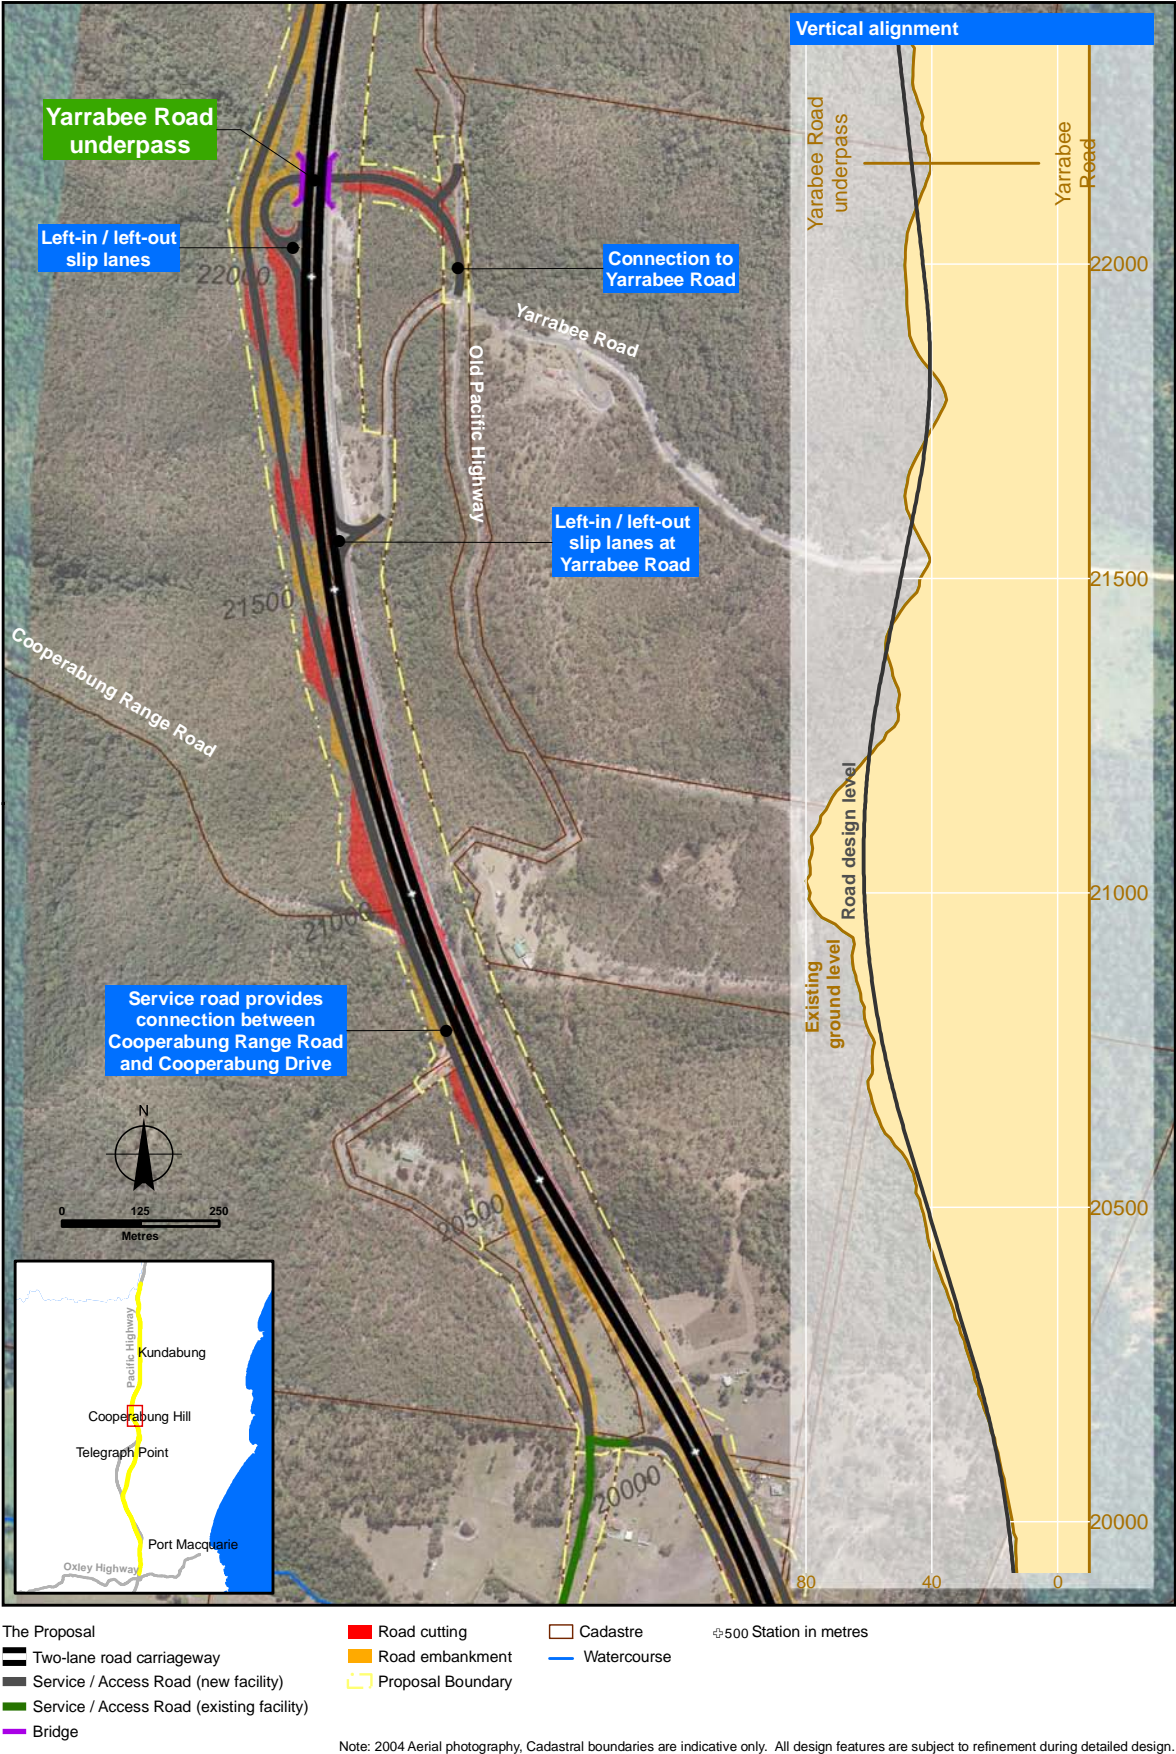 Vertical alignment
Yarrabee Road
underpass
Yarabee Road
underpass
Yarrabee
Road
Left-in / left-out
slip lanes
22000
Connection to
Yarrabee Road
22000
Yarrabee Road
Old Pacific Highway
Left-in / left-out
slip lanes at
Yarrabee Road
21500
21500
Cooperabung Range Road
Road design level
21000
21000
Existing
ground level
Service road provides
connection between
Cooperabung Range Road
and Cooperabung Drive
N
0 125 250
Metres
20500
20500
Pacific Highway
Kundabung
Cooperabung Hill
Telegraph Point
Port Macquarie
Oxley Highway
20000
20000
80 40 0
The Proposal
Two-lane road carriageway
Service / Access Road (new facility)
Service / Access Road (existing facility)
Bridge
Road cutting
Road embankment
Proposal Boundary
Cadastre
Watercourse
500 Station in metres
Note: 2004 Aerial photography, Cadastral boundaries are indicative only. All design features are subject to refinement during detailed design.